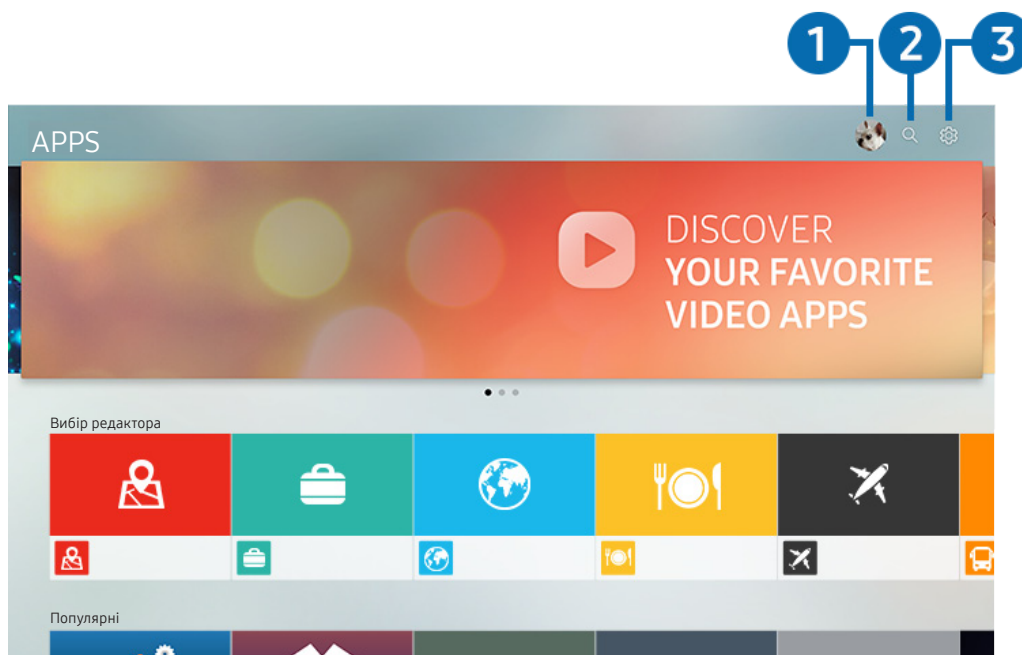 1 2 3
APPS
DISCOVER
YOUR FAVORITE
VIDEO APPS
Вибір редактора
Популярні